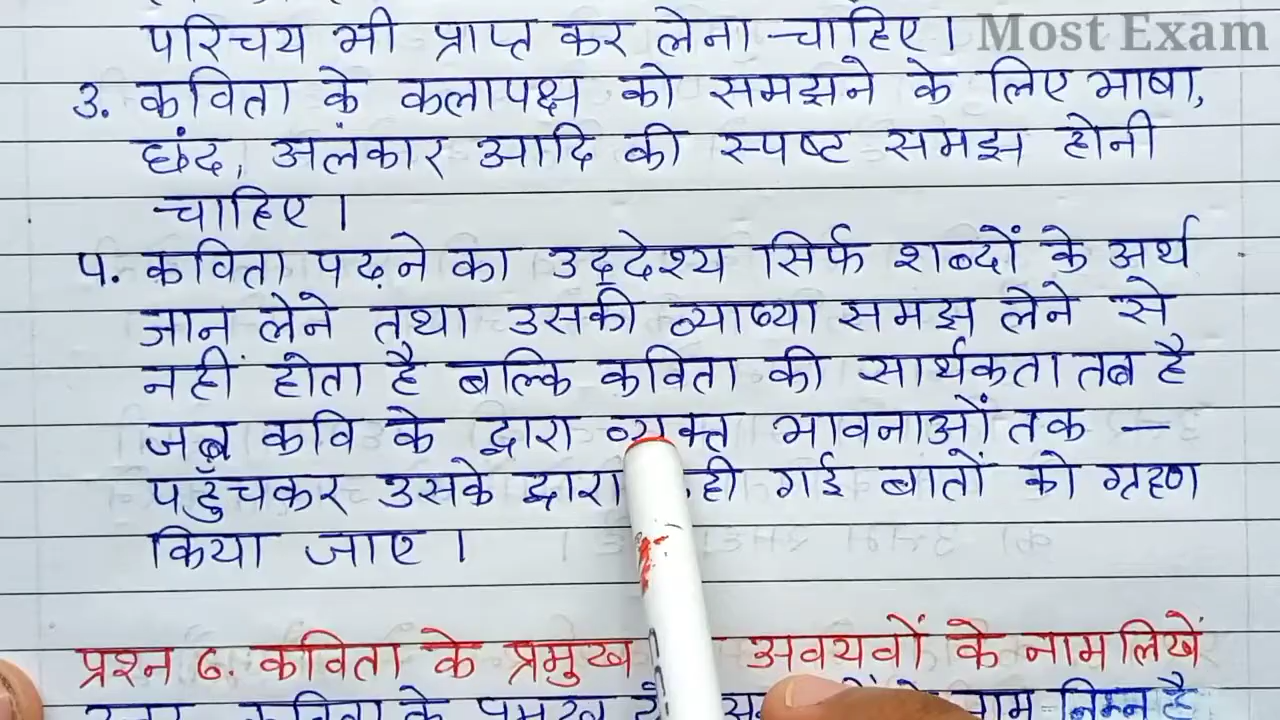 परिचय भी प्राप्त कर लेना चाहिए। Most Exam
3. कविता के कलापक्ष को समझने के लिए भाषा,
छंद, अलंकार आदि की स्पष्ट समझ होनी
चाहिए।
4. कविता पढ़ने का उद्देश्य सिर्फ शब्दों के अर्थ
जान लेने तथा उसकी व्याख्या समझ लेने से
नहीं होता है बल्कि कविता की सार्थकता तब है
जब कवि के द्वारा व्यक्त भावनाओं तक –
पहुँचकर उसके द्वारा ही गई बातों को ग्रहण
किया जाए।
प्रश्न 6. कविता के प्रमुख अवयवों के नाम लिखें
कविता के प्रमुख नाम निम्न है